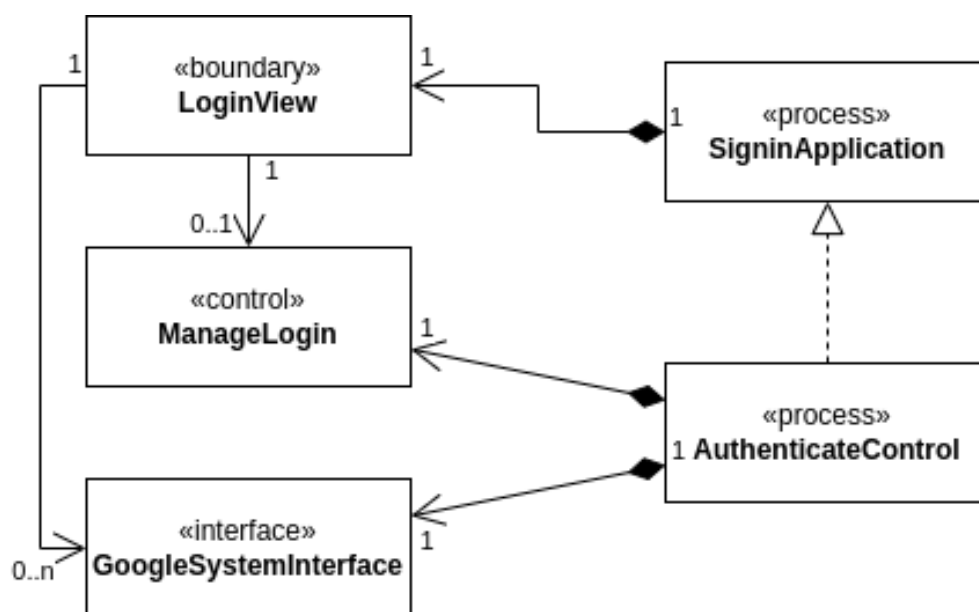 1
«boundary»
LoginView
1
1
«process»
SigninApplication
1
0..1
«control»
ManageLogin
1
«process»
1 AuthenticateControl
«interface»
GoogleSystemInterface
1
0..n